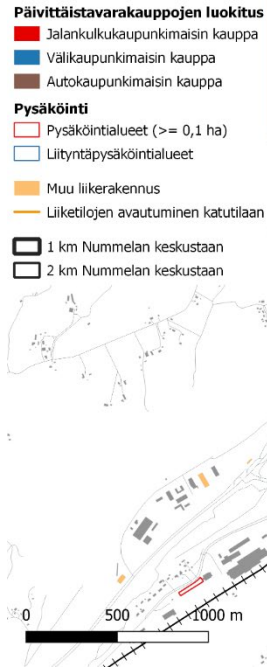 Päivittäistavarakauppojen luokitus
Jalankulkukaupunkimaisin kauppa
Välikaupunkimaisin kauppa
Autokaupunkimaisin kauppa
Pysäköinti
Pysäköintialueet (>= 0,1 ha)
Liityntäpysäköintialueet
Muu liikerakennus
Liiketilojen avautuminen katutilaan
1 km Nummelan keskustaan
2 km Nummelan keskustaan
0 500 1000 m